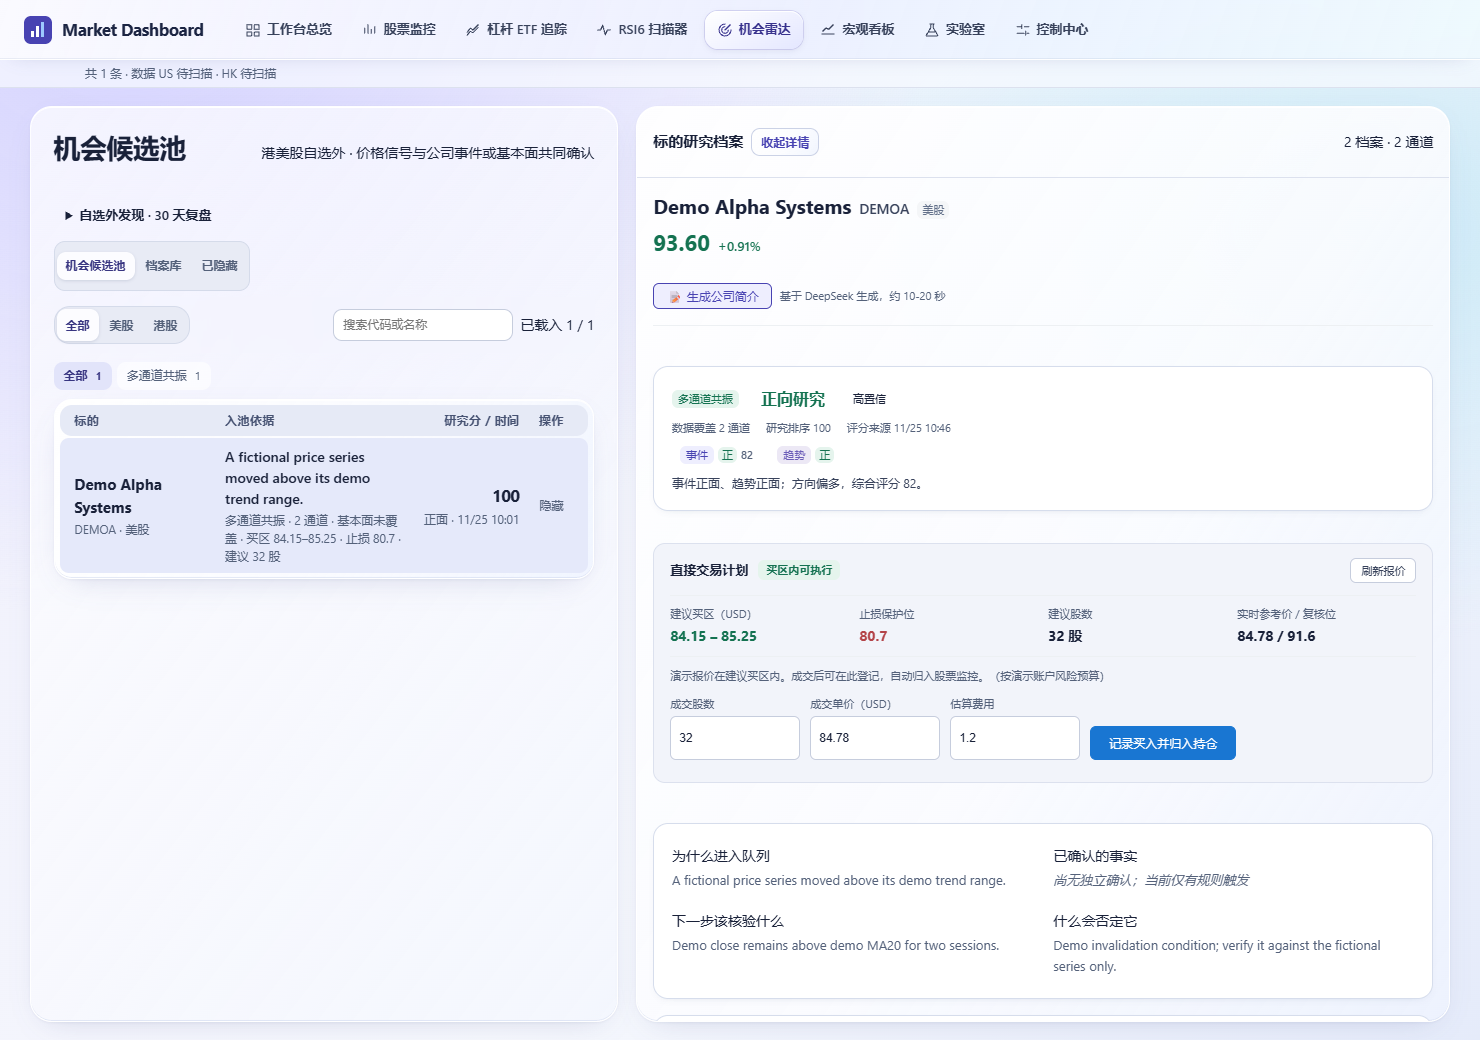 Market Dashboard
工作台总览
股票监控
杠杆 ETF 追踪
RSI6 扫描器
机会雷达
宏观看板
实验室
控制中心
共 1 条 · 数据 US 待扫描 · HK 待扫描
机会候选池
港美股自选外 · 价格信号与公司事件或基本面共同确认
▶ 自选外发现 · 30 天复盘
机会候选池 档案库 已隐藏
全部 美股 港股
搜索代码或名称
已载入 1 / 1
全部 1 多通道共振 1
标的 入池依据 研究分 / 时间 操作
Demo Alpha
Systems
DEMOA · 美股
A fictional price series
moved above its demo
trend range.
多通道共振 · 2 通道 · 基本面未覆
盖 · 买区 84.15–85.25 · 止损 80.7 ·
建议 32 股
100
正面 · 11/25 10:01
隐藏
标的研究档案 收起详情
2 档案 · 2 通道
Demo Alpha Systems DEMOA 美股
93.60 +0.91%
生成公司简介 基于 DeepSeek 生成，约 10-20 秒
多通道共振 正向研究 高置信
数据覆盖 2 通道 研究排序 100 评分来源 11/25 10:46
事件 正 82 趋势 正
事件正面、趋势正面；方向偏多，综合评分 82。
直接交易计划 买区内可执行
刷新报价
建议买区（USD） 止损保护位 建议股数 实时参考价 / 复核位
84.15 – 85.25 80.7 32 股 84.78 / 91.6
演示报价在建议买区内。成交后可在此登记，自动归入股票监控。（按演示账户风险预算）
成交股数 成交单价（USD） 估算费用
32 84.78 1.2 记录买入并归入持仓
为什么进入队列
A fictional price series moved above its demo trend range.
已确认的事实
尚无独立确认；当前仅有规则触发
下一步该核验什么
Demo close remains above demo MA20 for two sessions.
什么会否定它
Demo invalidation condition; verify it against the fictional
series only.